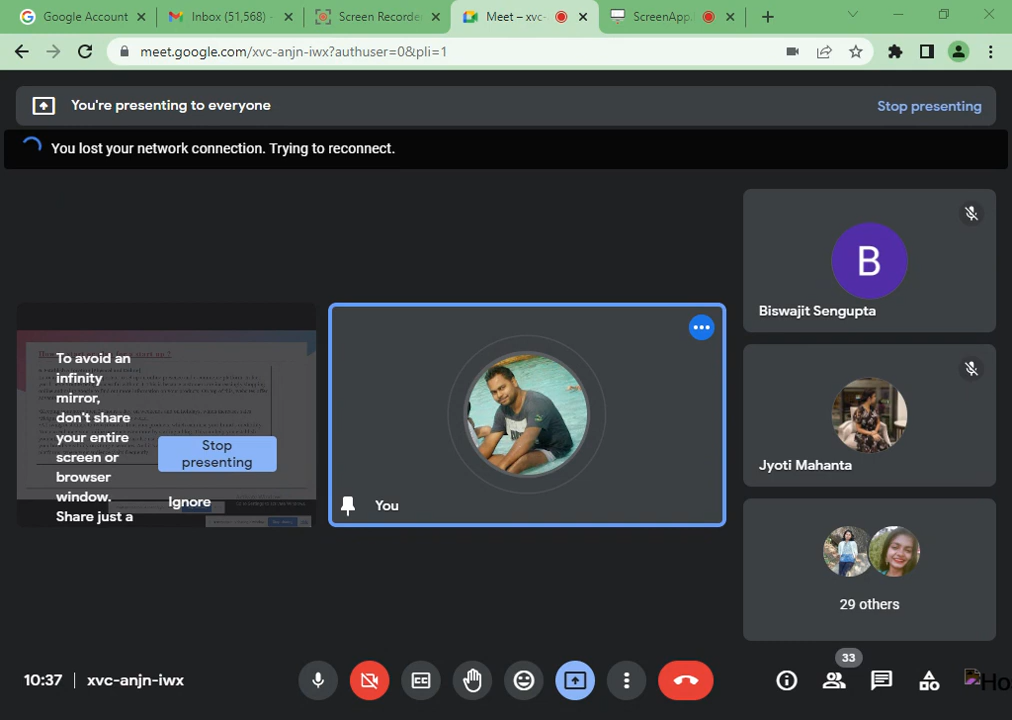 Google Account
Inbox (51,568)
Screen Recorde
Meet – xvc-
ScreenApp.
meet.google.com/xvc-anjn-iwx?authuser=0&pli=1
You're presenting to everyone
Stop presenting
You lost your network connection. Trying to reconnect.
B
Biswajit Sengupta
To avoid an
infinity
mirror,
don't share
your entire
screen or
browser
window.
Share just a
Stop
presenting
Ignore
You
Jyoti Mahanta
29 others
10:37
xvc-anjn-iwx
33
Ho